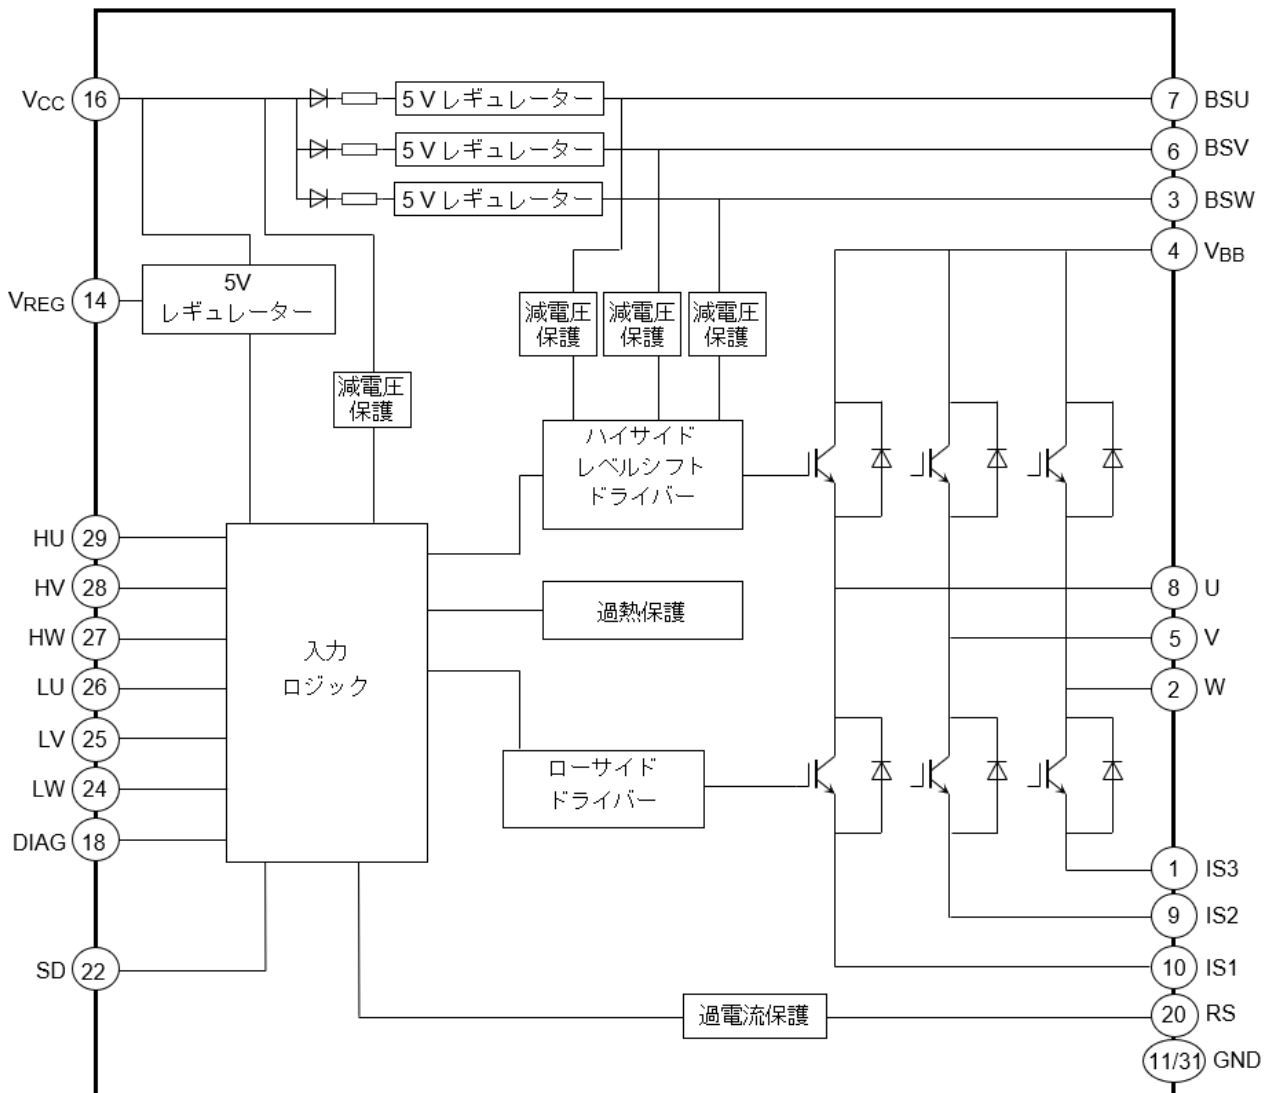 VCC 16
5 V レギュレーター
7 BSU
5 V レギュレーター
6 BSV
5 V レギュレーター
3 BSW
4 VBB
VREG 14
5V
レギュレーター
減電圧
保護
減電圧
保護
減電圧
保護
減電圧
保護
ハイサイド
レベルシフト
ドライバー
HU 29
HV 28
HW 27
LU 26
LV 25
LW 24
DIAG 18
SD 22
入力
ロジック
過熱保護
ローサイド
ドライバー
8 U
5 V
2 W
1 IS3
9 IS2
10 IS1
過電流保護
20 RS
11/31 GND